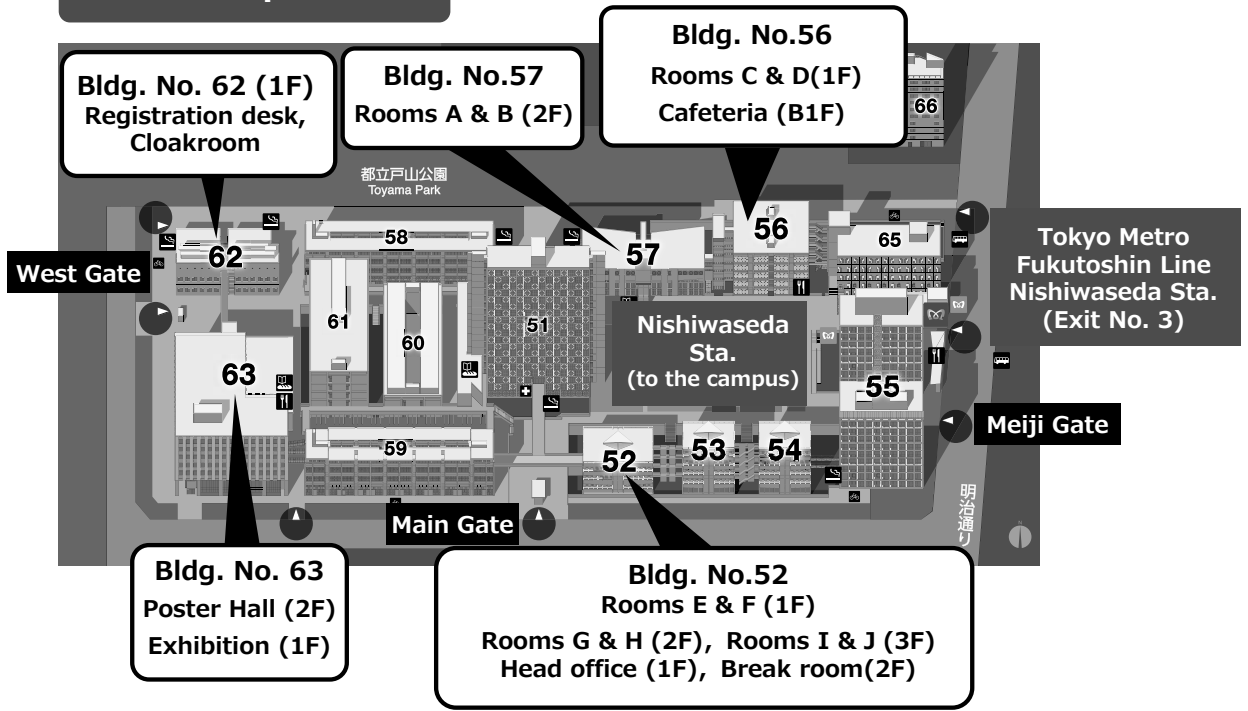 Bldg. No. 62 (1F)
Registration desk,
Cloakroom
Bldg. No.57
Rooms A & B (2F)
Bldg. No.56
Rooms C & D(1F)
Cafeteria (B1F)
66
都立戸山公園
Toyama Park
62
58
57
56
65
West Gate
Tokyo Metro
Fukutoshin Line
Nishiwaseda Sta.
(Exit No. 3)
61
60
51
Nishiwaseda
Sta.
(to the campus)
63
55
Meiji Gate
59
52
53
54
明治通り
Main Gate
Bldg. No. 63
Poster Hall (2F)
Exhibition (1F)
Bldg. No.52
Rooms E & F (1F)
Rooms G & H (2F), Rooms I & J (3F)
Head office (1F), Break room(2F)